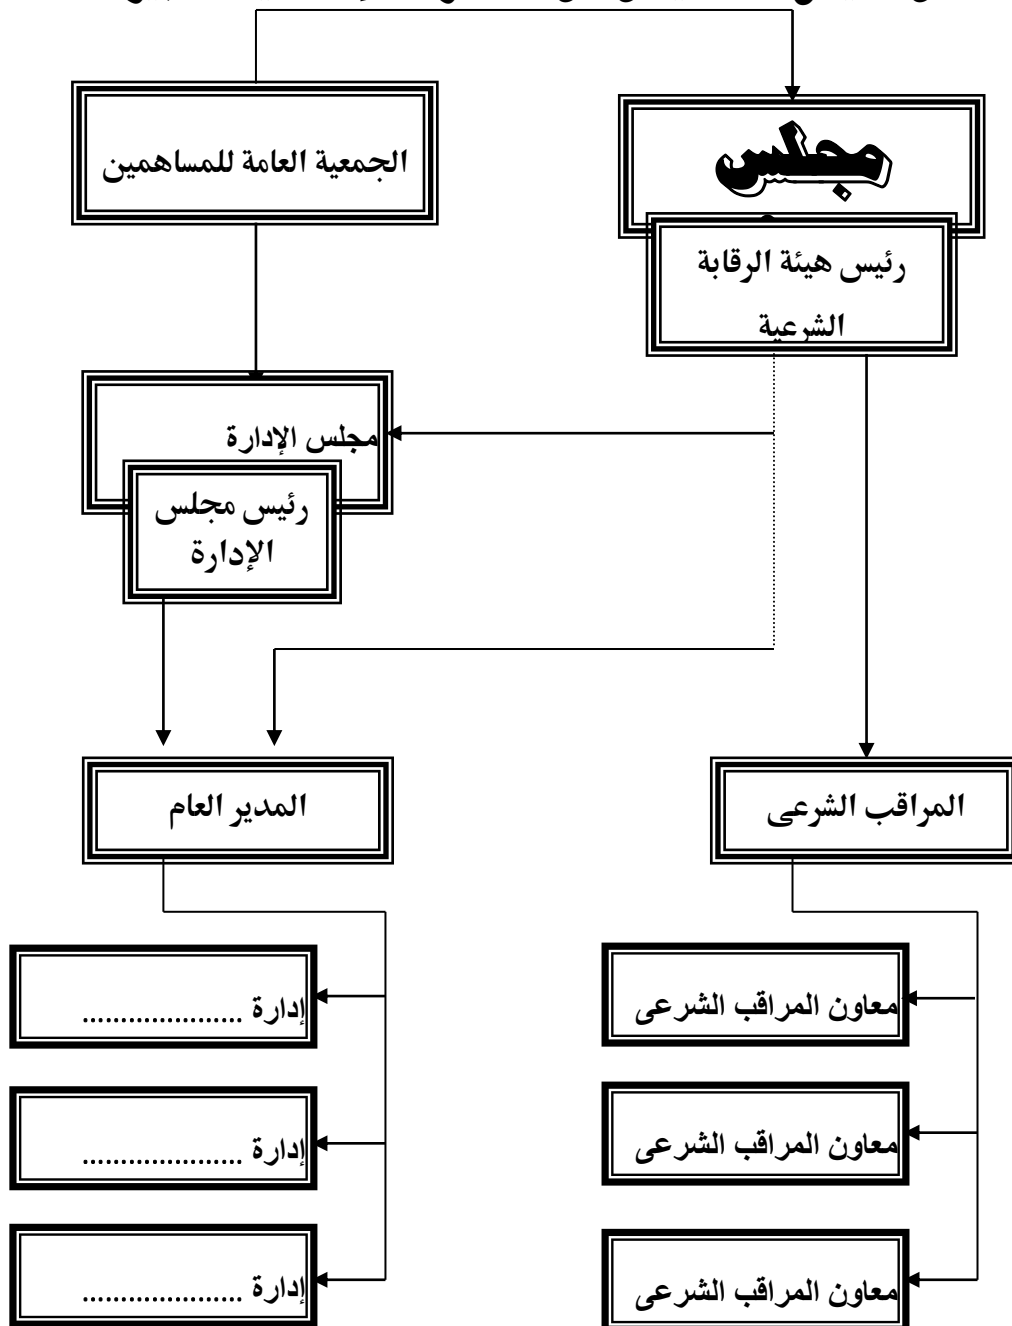 مجلس
الجمعية العامة للمساهمين
رئيس هيئة الرقابة
الشرعية
مجلس الإدارة
رئيس مجلس
الإدارة
المراقب الشرعى
المدير العام
معاون المراقب الشرعى
إدارة .....................
معاون المراقب الشرعى
إدارة .....................
معاون المراقب الشرعى
إدارة .....................